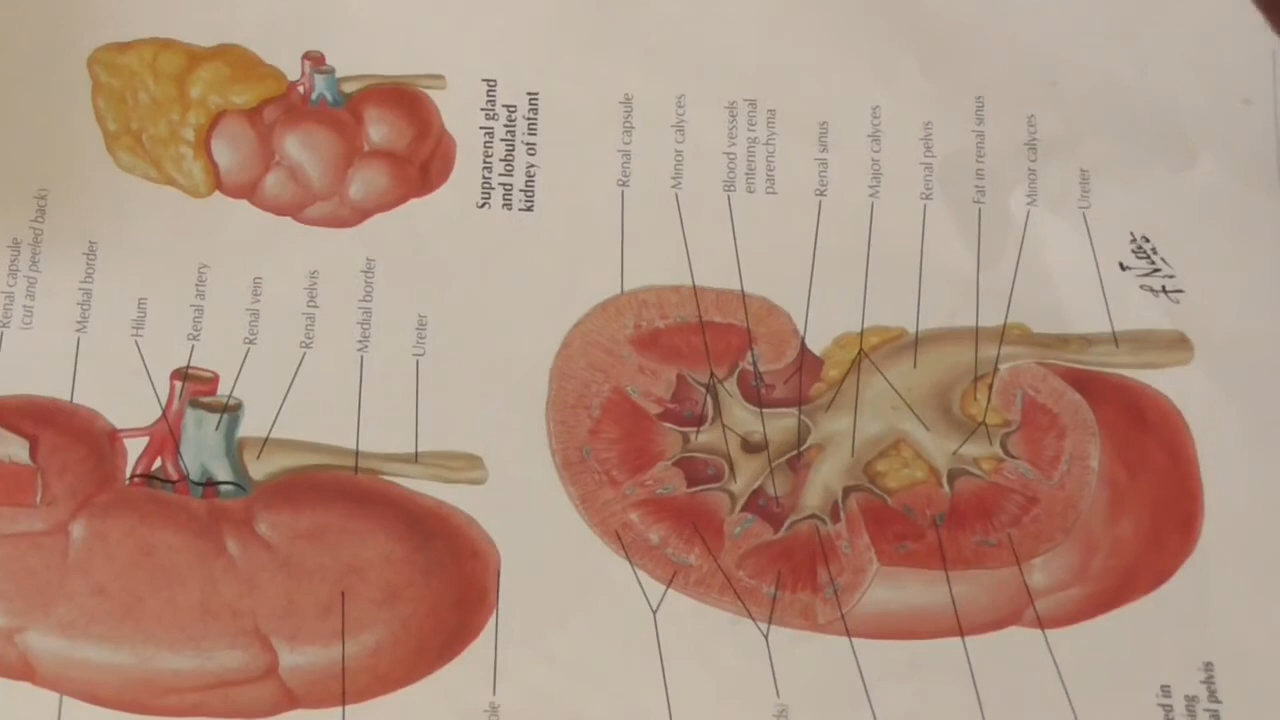 Renal capsule
(cut and peeled back)
Medial border
Hilum
Renal artery
Renal vein
Renal pelvis
Medial border
Ureter
Suprarenal gland
and lobulated
kidney of infant
Renal capsule
Minor calyces
Blood vessels
entering renal
parenchyma
Renal sinus
Major calyces
Renal pelvis
Fat in renal sinus
Minor calyces
Ureter